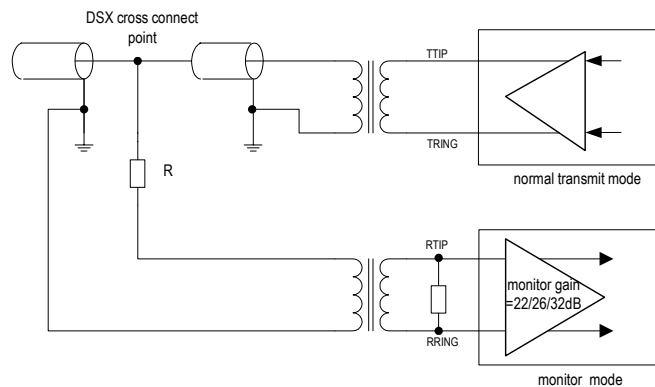 DSX cross connect
point
TTIP
TRING
normal transmit mode
R
RTIP
monitor gain
=22/26/32dB
RRING
monitor mode